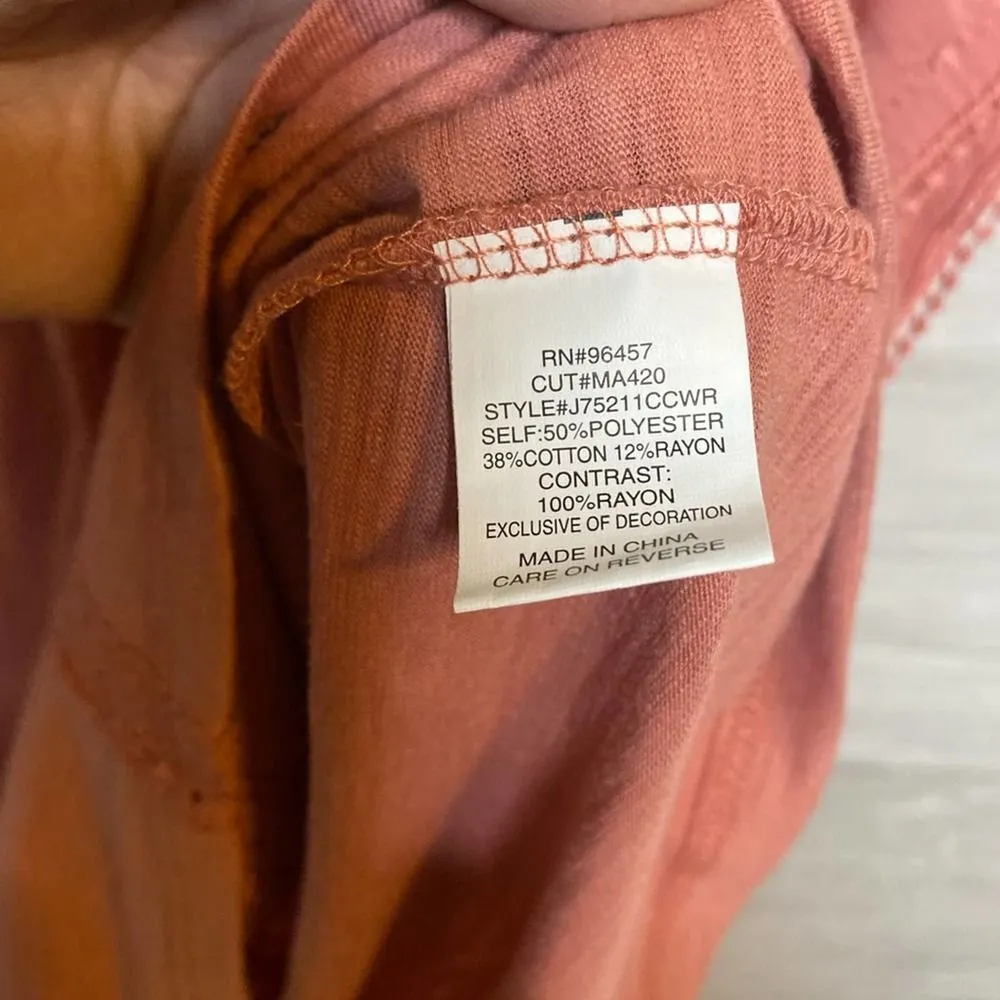 RN#96457
CUT#MA420
STYLE#J75211CCWR
SELF:50%POLYESTER
38%COTTON 12%RAYON
CONTRAST:
100%RAYON
EXCLUSIVE OF DECORATION
MADE IN CHINA
CARE ON REVERSE